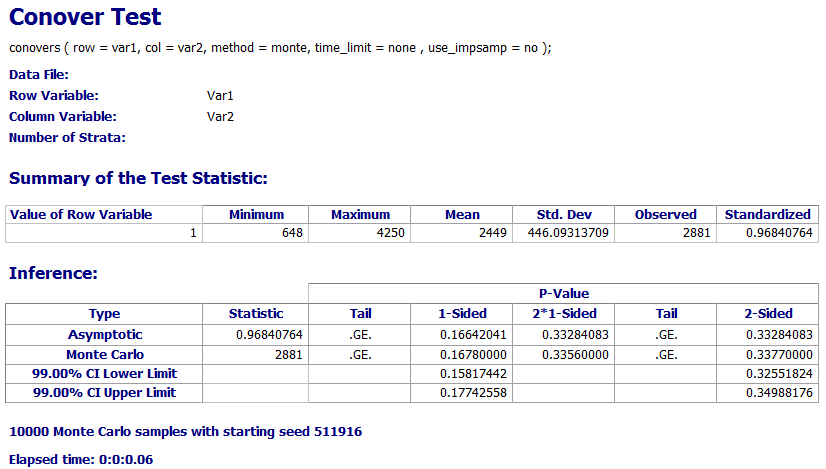 Conover Test
conovers ( row = var1, col = var2, method = monte, time_limit = none , use_impsamp = no );
Data File:
Row Variable: Var1
Column Variable: Var2
Number of Strata:
Summary of the Test Statistic:
Value of Row Variable Minimum Maximum Mean Std. Dev Observed Standardized
1 648 4250 2449 446.09313709 2881 0.96840764
Inference:
P-Value
Type Statistic Tail 1-Sided 2*1-Sided Tail 2-Sided
Asymptotic 0.96840764 .GE. 0.16642041 0.33284083 .GE. 0.33284083
Monte Carlo 2881 .GE. 0.16780000 0.33560000 .GE. 0.33770000
99.00% CI Lower Limit 0.15817442 0.32551824
99.00% CI Upper Limit 0.17742558 0.34988176
10000 Monte Carlo samples with starting seed 511916
Elapsed time: 0:0:0.06